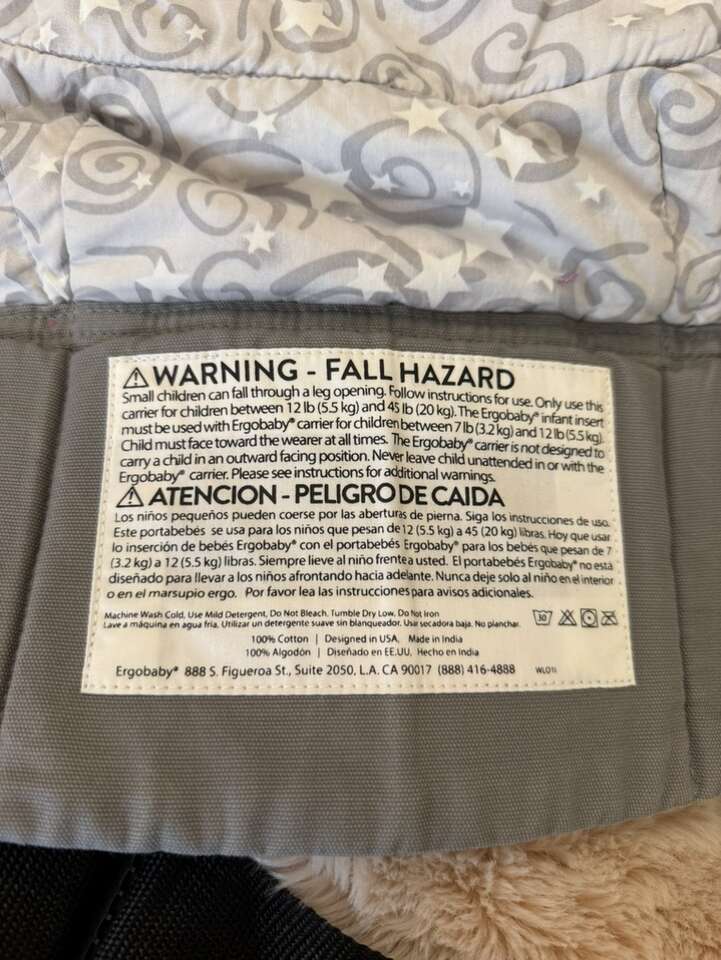 ⚠ WARNING - FALL HAZARD
Small children can fall through a leg opening. Follow instructions for use. Only use this
carrier for children between 12 lb (5.5 kg) and 45 lb (20 kg). The Ergobaby® infant insert
must be used with Ergobaby® carrier for children between 7 lb (3.2 kg) and 12 lb (5.5 kg).
Child must face toward the wearer at all times. The Ergobaby® carrier is not designed to
carry a child in an outward facing position. Never leave child unattended in or with the
Ergobaby® carrier. Please see instructions for additional warnings.
⚠ ATENCION - PELIGRO DE CAIDA
Los niños pequeños pueden coerse por las aberturas de pierna. Siga los instrucciones de uso.
Este portabebés se usa para los niños que pesan de 12 (5.5 kg) a 45 (20 kg) libras. Hoy que usar
lo inserción de bebés Ergobaby® con el portabebés Ergobaby® para los bebés que pesan de 7
(3.2 kg) a 12 (5.5 kg) libras. Siempre lieve al niño frente a usted. El portabebés Ergobaby® no está
diseñado para llevar a los niños afrontando hacia adelante. Nunca deje solo al niño en el interior
o en el marsupio ergo. Por favor lea las instrucciones para avisos adicionales.
Machine Wash Cold, Use Mild Detergent, Do Not Bleach. Tumble Dry Low, Do Not Iron
Lave a máquina en agua fria, Utilizar un detergente suave sin blanqueador. Use secadora baja. No planchar.
30
100% Cotton | Designed in USA, Made in India
100% Algodón | Diseñado en EE.UU. Hecho en India
Ergobaby® 888 S. Figueroa St., Suite 2050, L.A. CA 90017 (888) 416-4888 WLO11